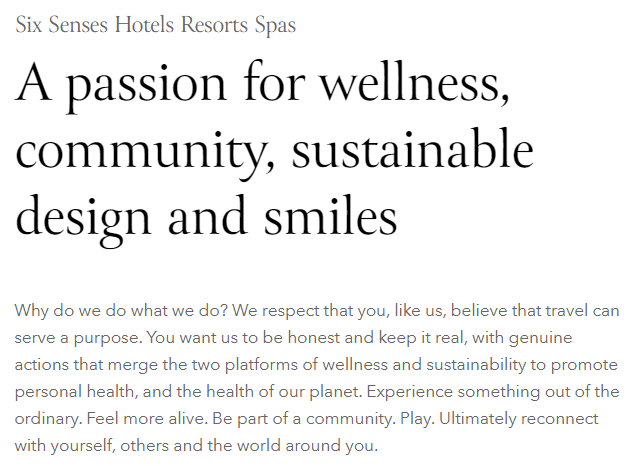 Six Senses Hotels Resorts Spas
A passion for wellness,
community, sustainable
design and smiles
Why do we do what we do? We respect that you, like us, believe that travel can
serve a purpose. You want us to be honest and keep it real, with genuine
actions that merge the two platforms of wellness and sustainability to promote
personal health, and the health of our planet. Experience something out of the
ordinary. Feel more alive. Be part of a community. Play. Ultimately reconnect
with yourself, others and the world around you.